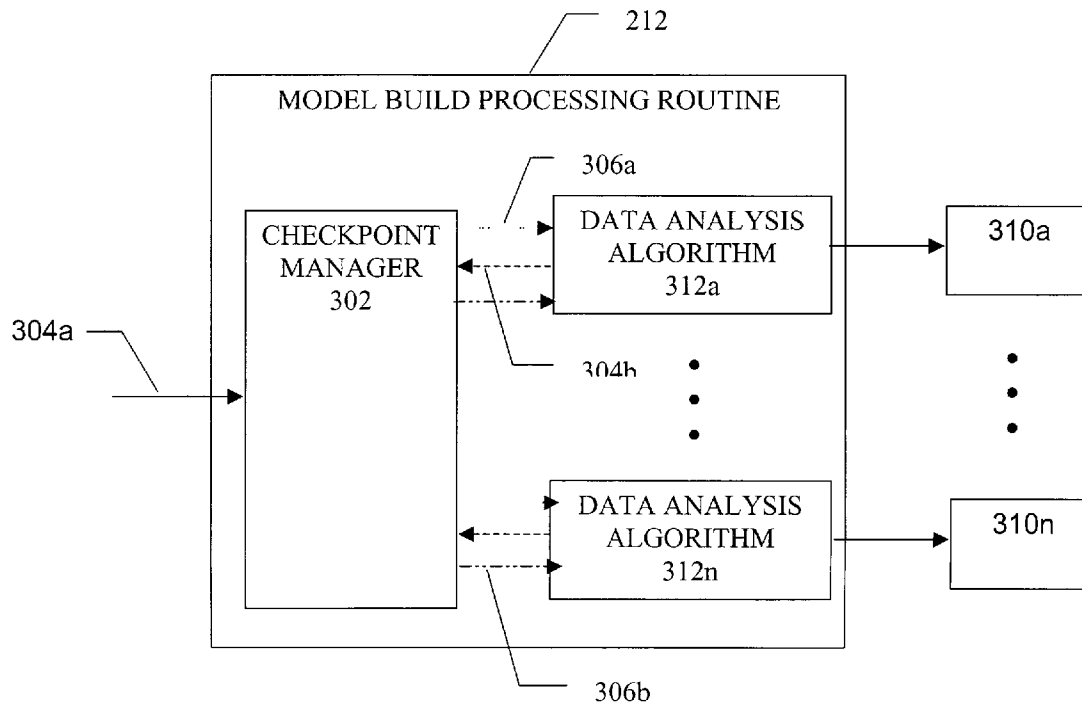 212
MODEL BUILD PROCESSING ROUTINE
306a
CHECKPOINT
MANAGER
302
DATA ANALYSIS
ALGORITHM
312a
310a
304a
304b
DATA ANALYSIS
ALGORITHM
312n
310n
306b